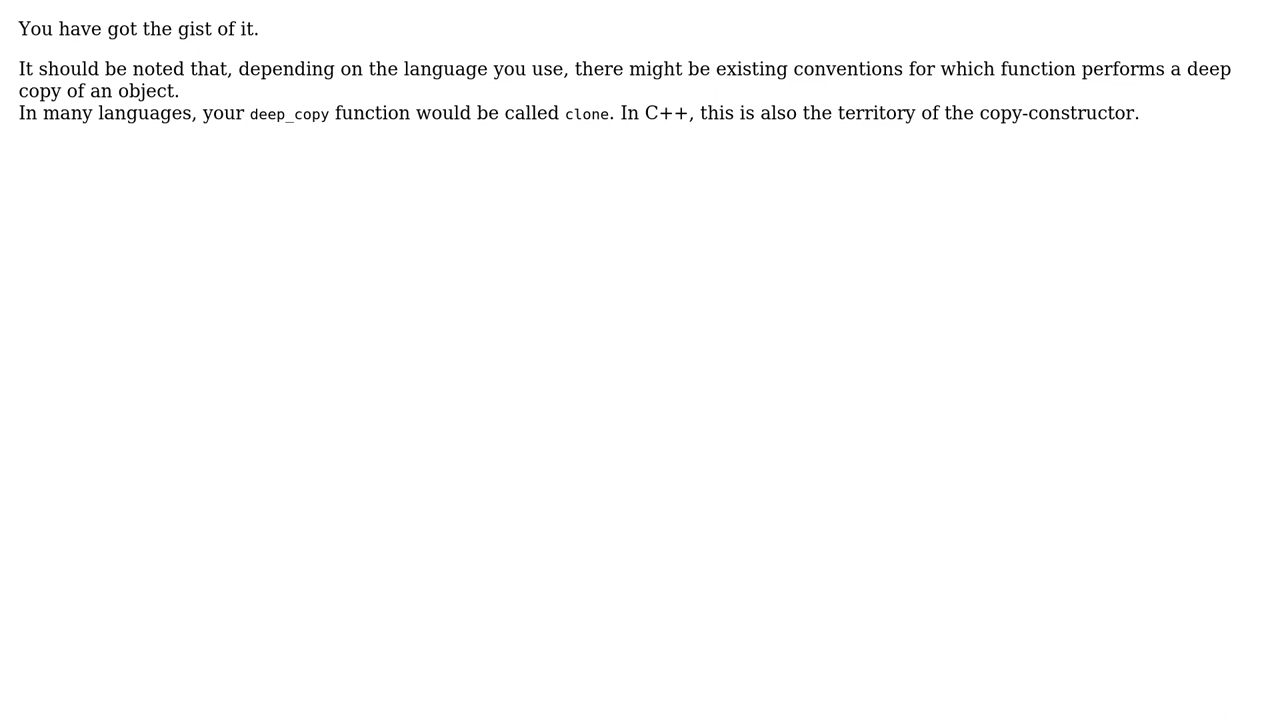 You have got the gist of it.
It should be noted that, depending on the language you use, there might be existing conventions for which function performs a deep
copy of an object.
In many languages, your deep_copy function would be called clone. In C++, this is also the territory of the copy-constructor.